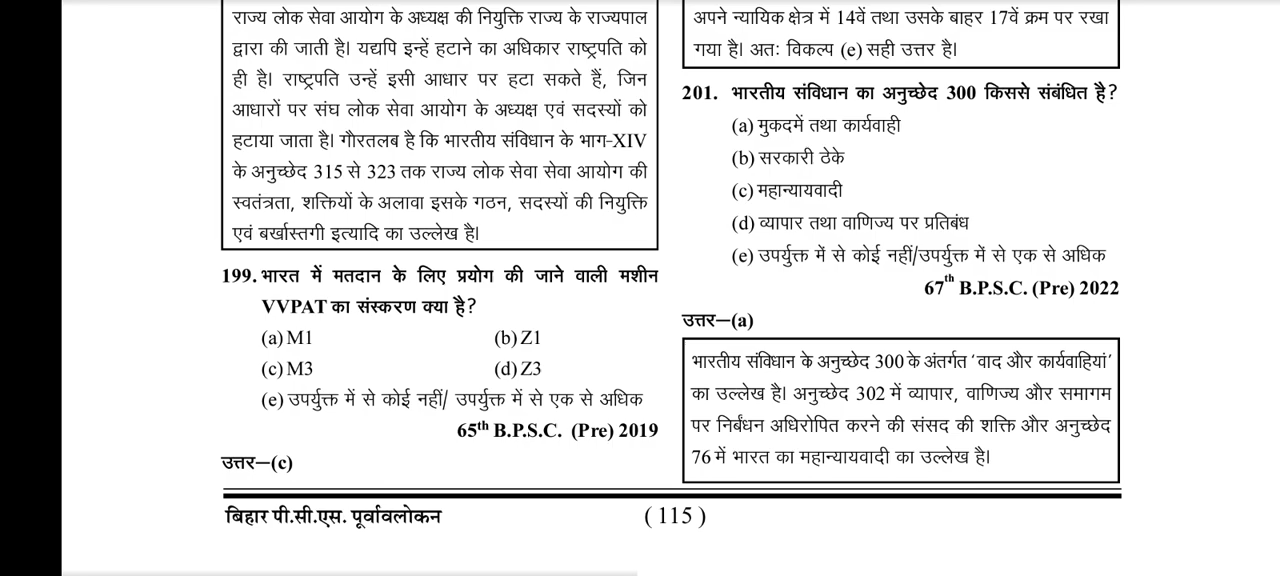 राज्य लोक सेवा आयोग के अध्यक्ष की नियुक्ति राज्य के राज्यपाल
द्वारा की जाती है। यद्यपि इन्हें हटाने का अधिकार राष्ट्रपति को
ही है। राष्ट्रपति उन्हें इसी आधार पर हटा सकते हैं, जिन
आधारों पर संघ लोक सेवा आयोग के अध्यक्ष एवं सदस्यों को
हटाया जाता है। गौरतलब है कि भारतीय संविधान के भाग-XIV
के अनुच्छेद 315 से 323 तक राज्य लोक सेवा सेवा आयोग की
स्वतंत्रता, शक्तियों के अलावा इसके गठन, सदस्यों की नियुक्ति
एवं बर्खास्तगी इत्यादि का उल्लेख है।
199. भारत में मतदान के लिए प्रयोग की जाने वाली मशीन
VVPAT का संस्करण क्या है?
(a) M1 (b) Z1
(c) M3 (d) Z3
(e) उपर्युक्त में से कोई नहीं/ उपर्युक्त में से एक से अधिक
65th B.P.S.C. (Pre) 2019
उत्तर—(c)
अपने न्यायिक क्षेत्र में 14वें तथा उसके बाहर 17वें क्रम पर रखा
गया है। अतः विकल्प (e) सही उत्तर है।
201. भारतीय संविधान का अनुच्छेद 300 किससे संबंधित है?
(a) मुकदमें तथा कार्यवाही
(b) सरकारी ठेके
(c) महान्यायवादी
(d) व्यापार तथा वाणिज्य पर प्रतिबंध
(e) उपर्युक्त में से कोई नहीं/उपर्युक्त में से एक से अधिक
67th B.P.S.C. (Pre) 2022
उत्तर—(a)
भारतीय संविधान के अनुच्छेद 300 के अंतर्गत ‘वाद और कार्यवाहियां’
का उल्लेख है। अनुच्छेद 302 में व्यापार, वाणिज्य और समागम
पर निर्बंधन अधिरोपित करने की संसद की शक्ति और अनुच्छेद
76 में भारत का महान्यायवादी का उल्लेख है।
बिहार पी.सी.एस. पूर्वावलोकन (115)